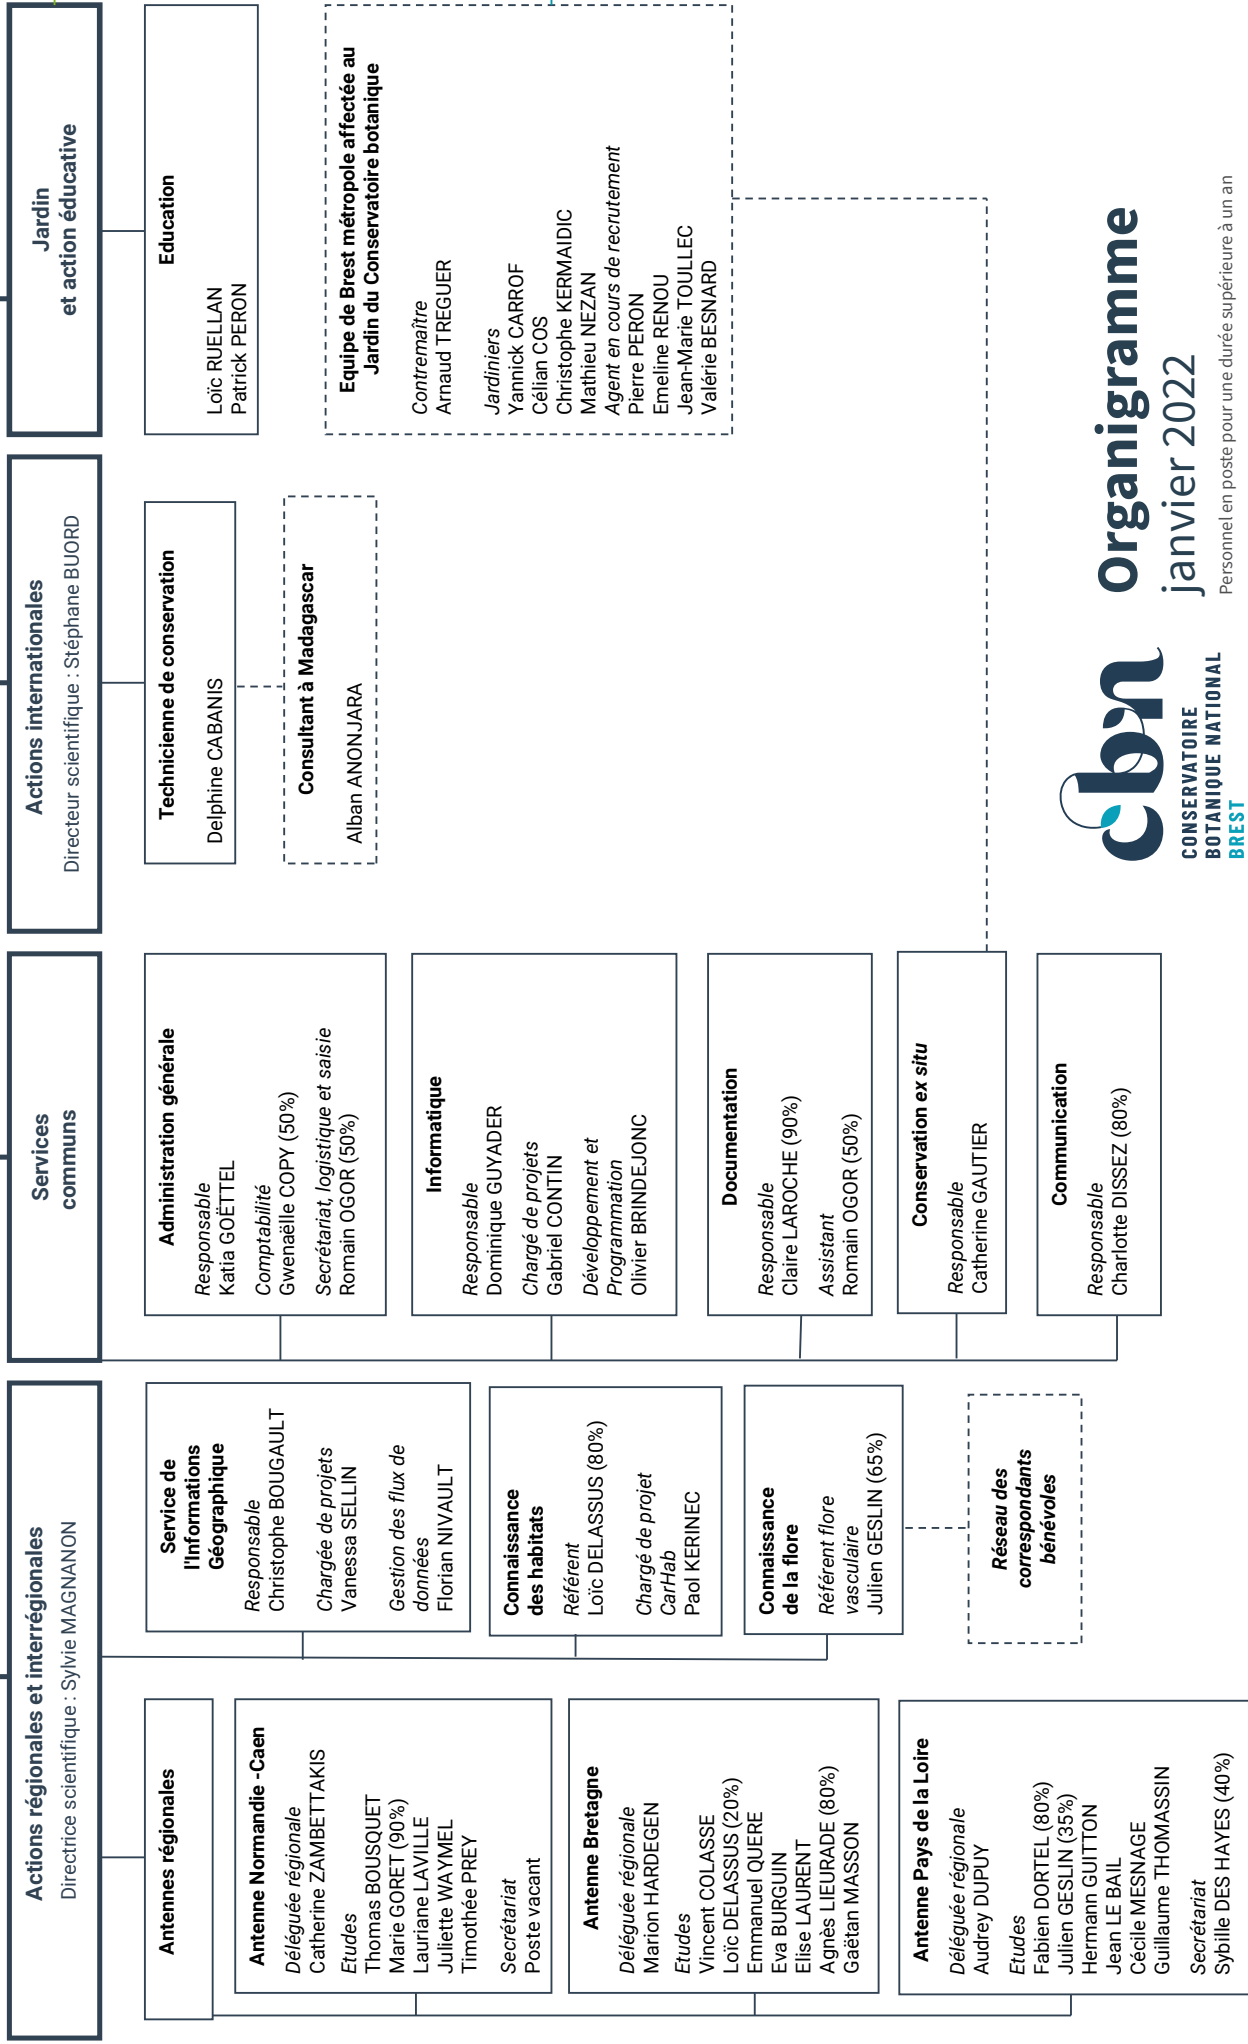 Actions régionales et interrégionales
Directrice scientifique : Sylvie MAGNANON
Antennes régionales
Antenne Normandie -Caen
Déléguée régionale
Catherine ZAMBETTAKIS
Etudes
Thomas BOUSQUET
Marie GORET (90%)
Lauriane LAVILLE
Juliette WAYMEL
Timothée PREY
Secrétariat
Poste vacant
Antenne Bretagne
Déléguée régionale
Marion HARDEGEN
Etudes
Vincent COLASSE
Loïc DELASSUS (20%)
Emmanuel QUERE
Eva BURGUIN
Elise LAURENT
Agnès LIEURADE (80%)
Gaëtan MASSON
Antenne Pays de la Loire
Déléguée régionale
Audrey DUPUY
Etudes
Fabien DORTEL (80%)
Julien GESLIN (35%)
Hermann GUITTON
Jean LE BAIL
Cécile MESNAGE
Guillaume THOMASSIN
Secrétariat
Sybille DES HAYES (40%)
Service de
l'Informations
Géographique
Responsable
Christophe BOUGAULT
Chargée de projets
Vanessa SELLIN
Gestion des flux de
données
Florian NIVAULT
Connaissance
des habitats
Référent
Loïc DELASSUS (80%)
Chargé de projet
CarHab
Paol KERINEC
Connaissance
de la flore
Référent flore
vasculaire
Julien GESLIN (65%)
Réseau des
correspondants
bénévoles
Services
communs
Administration générale
Responsable
Katia GOËTTEL
Comptabilité
Gwenaëlle COPY (50%)
Secrétariat, logistique et saisie
Romain OGOR (50%)
Informatique
Responsable
Dominique GUYADER
Chargé de projets
Gabriel CONTIN
Développement et
Programmation
Olivier BRINDEJONC
Documentation
Responsable
Claire LAROCHE (90%)
Assistant
Romain OGOR (50%)
Conservation ex situ
Responsable
Catherine GAUTIER
Communication
Responsable
Charlotte DISSEZ (80%)
Actions internationales
Directeur scientifique : Stéphane BUORD
Technicienne de conservation
Delphine CABANIS
Consultant à Madagascar
Alban ANONJARA
Jardin
et action éducative
Education
Loïc RUELLAN
Patrick PERON
Equipe de Brest métropole affectée au
Jardin du Conservatoire botanique
Contremaître
Arnaud TREGUER
Jardiniers
Yannick CARROF
Célian COS
Christophe KERMAIDIC
Mathieu NEZAN
Agent en cours de recrutement
Pierre PERON
Emeline RENOU
Jean-Marie TOULLEC
Valérie BESNARD
cbn
CONSERVATOIRE
BOTANIQUE NATIONAL
BREST
Organigramme
janvier 2022
Personnel en poste pour une durée supérieure à un an